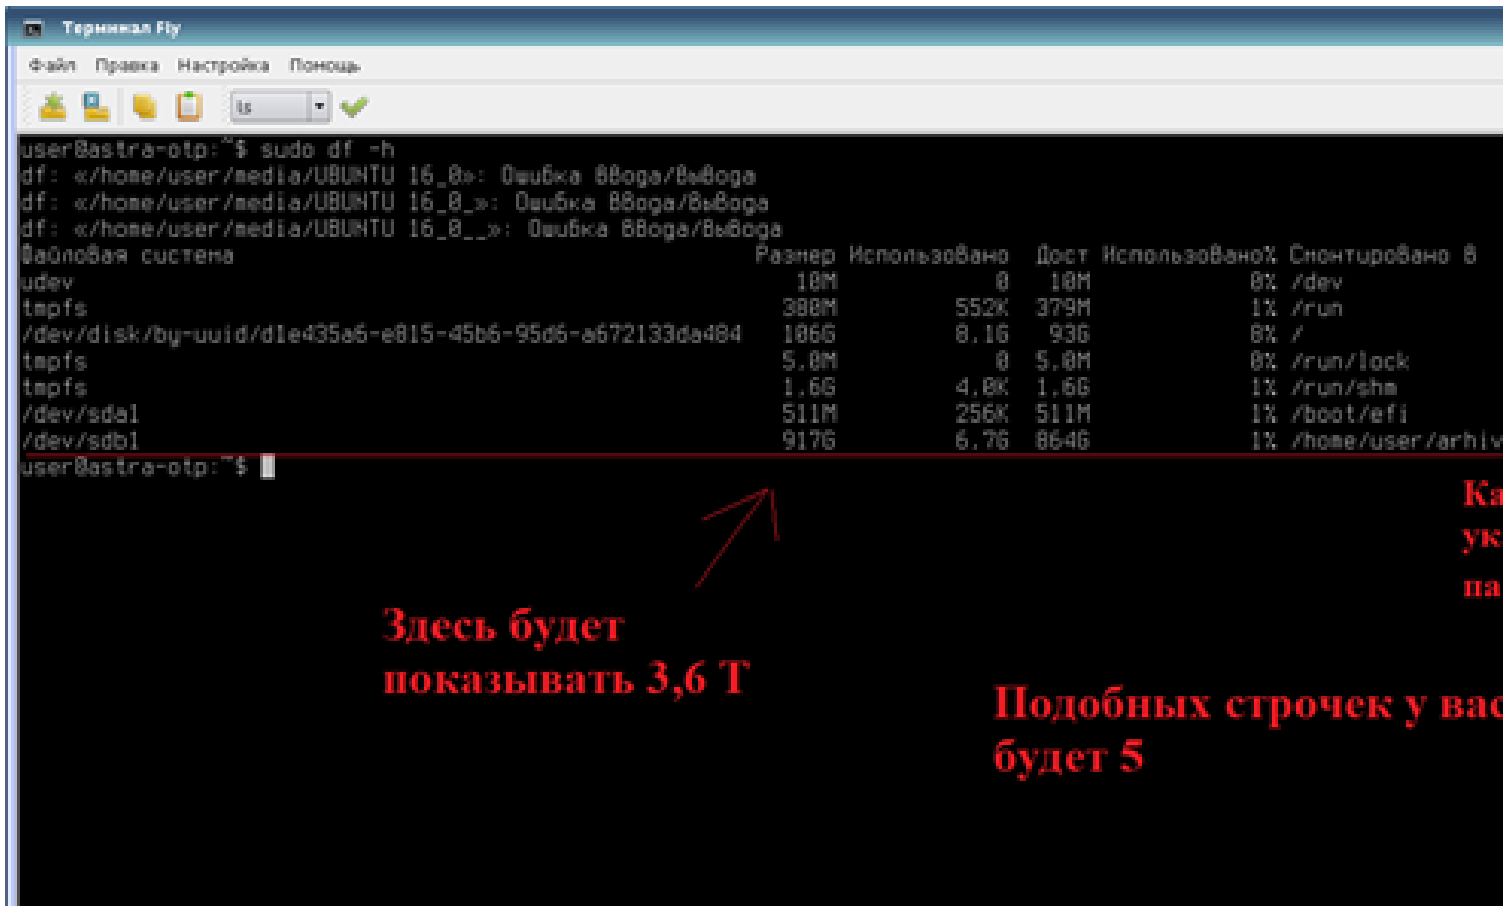 Терминал Fly
Файл Правка Настройка Помощь
ls
user@astra-otp:~$ sudo df -h
df: «/home/user/media/UBUNTU 16_0»: Ошибка ввода/вывода
df: «/home/user/media/UBUNTU 16_0_»: Ошибка ввода/вывода
df: «/home/user/media/UBUNTU 16_0__»: Ошибка ввода/вывода
Файловая система Размер Использовано Дост Использовано% Смонтировано в
udev 10M 0 10M 0% /dev
tmpfs 380M 552K 379M 1% /run
/dev/disk/by-uuid/d1e435a6-e815-45b6-95d6-a672133da484 106G 8.1G 93G 8% /
tmpfs 5.0M 0 5.0M 0% /run/lock
tmpfs 1.6G 4.0K 1.6G 1% /run/shm
/dev/sda1 511M 256K 511M 1% /boot/efi
/dev/sdb1 917G 6.7G 864G 1% /home/user/arhiv
user@astra-otp:~$
Ка
ук
па
Здесь будет
показывать 3,6 Т
Подобных строчек у вас
будет 5